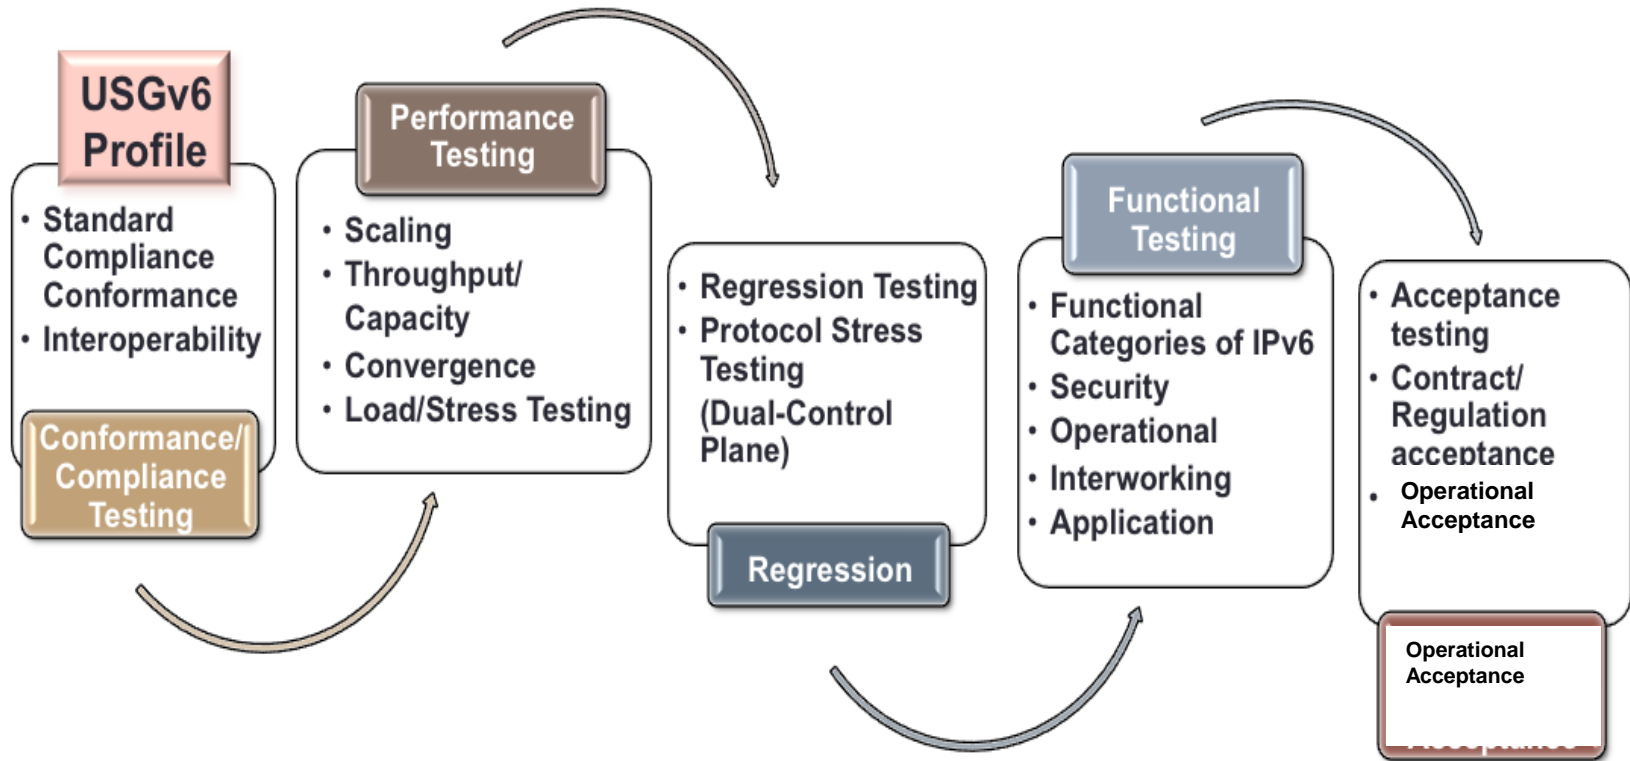 USGv6
Profile
• Standard
Compliance
Conformance
• Interoperability
Conformance/
Compliance
Testing
Performance
Testing
• Scaling
• Throughput/
Capacity
• Convergence
• Load/Stress Testing
• Regression Testing
• Protocol Stress
Testing
(Dual-Control
Plane)
Regression
Functional
Testing
• Functional
Categories of IPv6
• Security
• Operational
• Interworking
• Application
• Acceptance
testing
• Contract/
Regulation
acceptance
• Operational
Acceptance
Operational
Acceptance
Acceptance